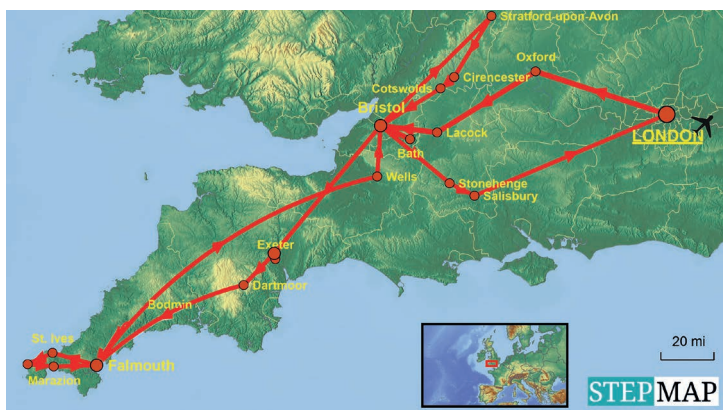 Stratford-upon-Avon
Oxford
Cirencester
Cotswolds
Bristol
LONDON
Lacock
Bath
Wells
Stonehenge
Salisbury
Exeter
Dartmoor
Bodmin
St. Ives
Falmouth
Marazion
20 mi
STEPMAP